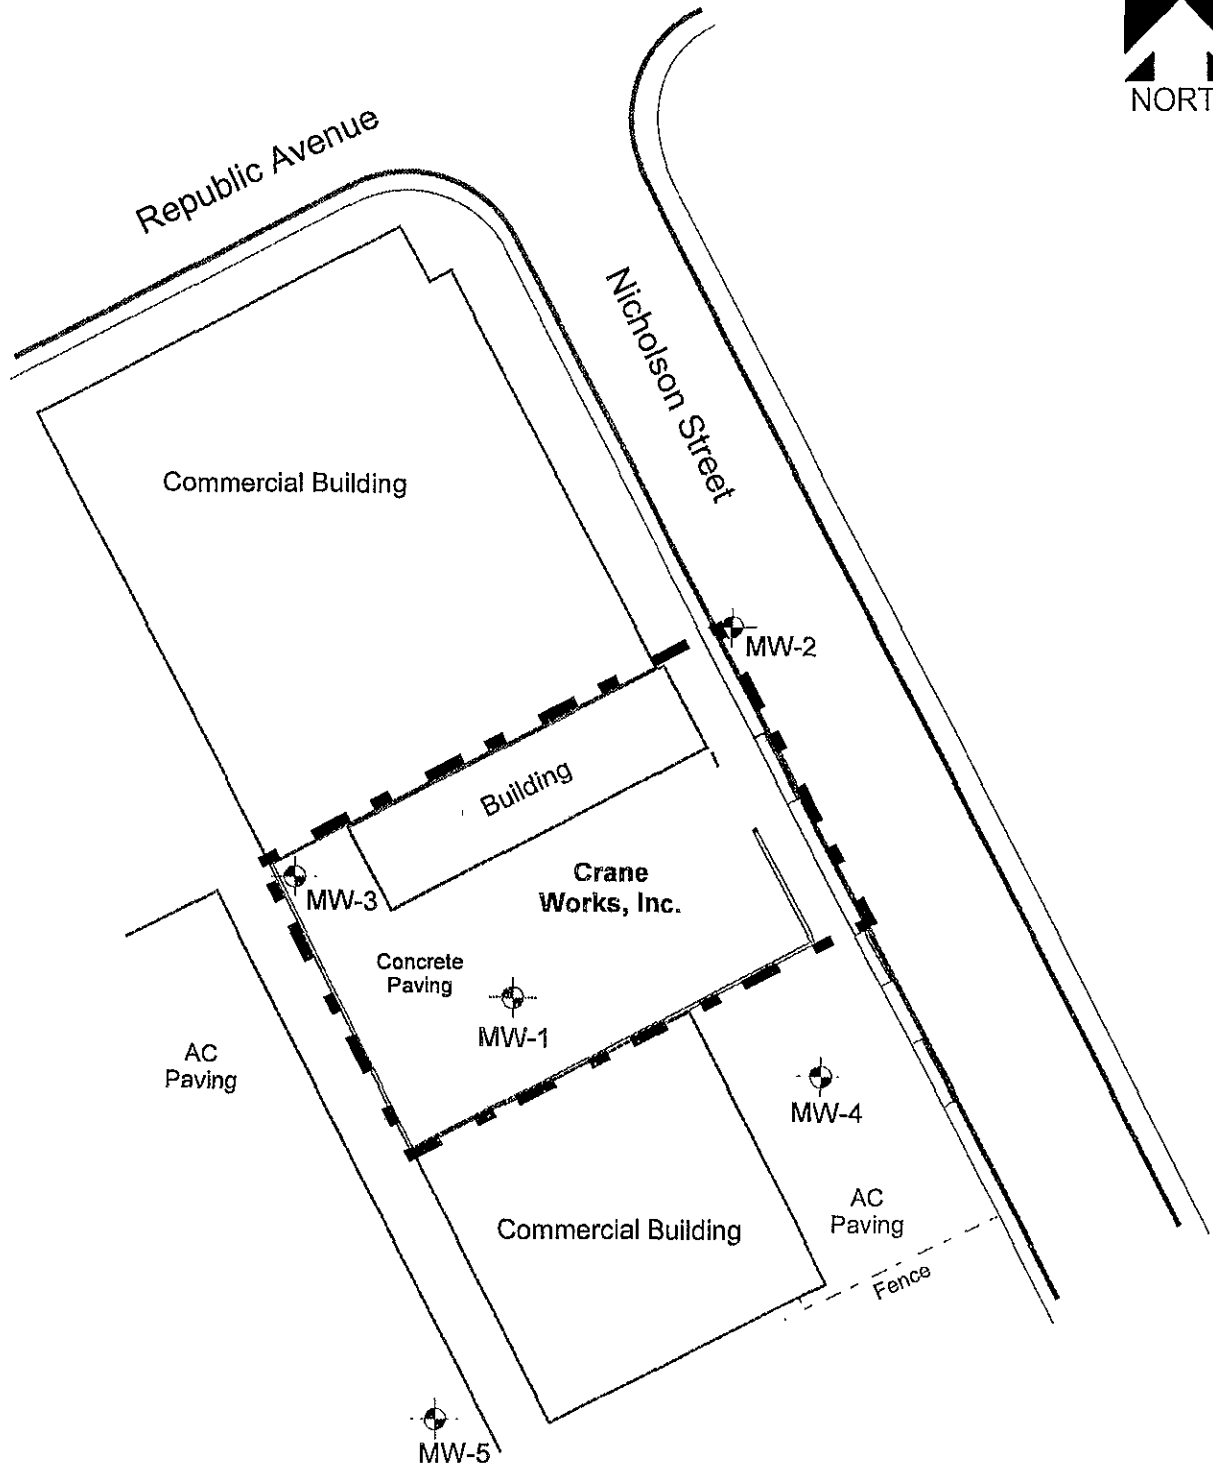 NORT
Republic Avenue
Nicholson Street
Commercial Building
MW-2
Building
Crane
Works, Inc.
MW-3
Concrete
Paving
MW-1
AC
Paving
MW-4
AC
Paving
Commercial Building
Fence
MW-5